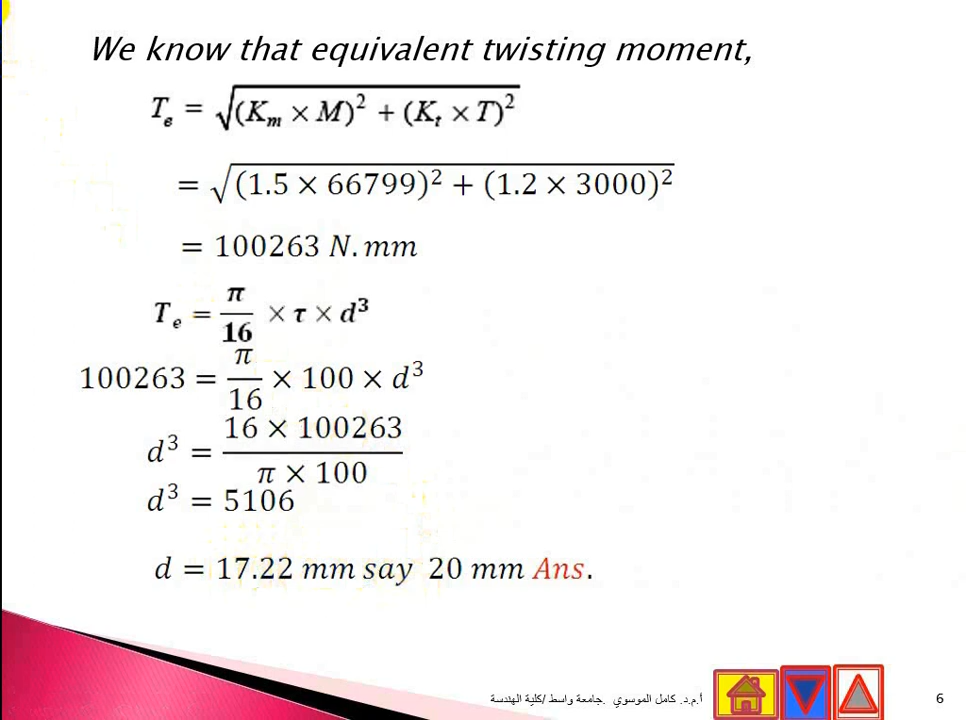 We know that equivalent twisting moment,
Tₑ = √((Kₘ × M)² + (Kₜ × T)²)
= √((1.5 × 66799)² + (1.2 × 3000)²)
= 100263 N.mm
Tₑ = π/16 × τ × d³
100263 = π/16 × 100 × d³
d³ = (16 × 100263)/(π × 100)
d³ = 5106
d = 17.22 mm say 20 mm Ans.
أ.م.د. كامل الموسوي .جامعة واسط /كلية الهندسة
6